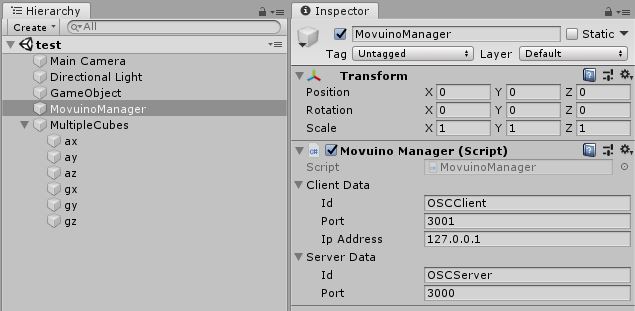 Hierarchy
Create
All
test
Main Camera
Directional Light
GameObject
MovuinoManager
MultipleCubes
ax
ay
az
gx
gy
gz
Inspector
MovuinoManager
Static
Tag Untagged Layer Default
Transform
Position X 0 Y 0 Z 0
Rotation X 0 Y 0 Z 0
Scale X 1 Y 1 Z 1
Movuino Manager (Script)
Script MovuinoManager
Client Data
Id OSCClient
Port 3001
Ip Address 127.0.0.1
Server Data
Id OSCServer
Port 3000